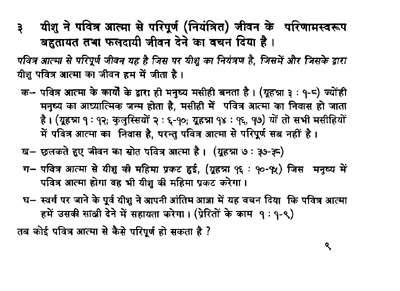 ३ यीशु ने पवित्र आत्मा से परिपूर्ण (नियंत्रित) जीवन के परिणामस्वरूप
बहुतायत तथा फलदायी जीवन देने का वचन दिया है ।
पवित्र आत्मा से परिपूर्ण जीवन यह है जिस पर यीशु का नियंत्रण है, जिसमें और जिसके द्वारा
यीशु पवित्र आत्मा का जीवन हम में जीता है ।
क– पवित्र आत्मा के कार्यों के द्वारा ही मनुष्य मसीही बनता है । (यूहन्ना ३ : १-८) ज्योंही
मनुष्य का आध्यात्मिक जन्म होता है, मसीही में पवित्र आत्मा का निवास हो जाता
है । (यूहन्ना १ : १२; कुलुस्सियों २ : ६-१०; यूहन्ना १४ : १६, १७) यों तो सभी मसीहियों
में पवित्र आत्मा का निवास है, परन्तु पवित्र आत्मा से परिपूर्ण सब नहीं है ।
ख– छलकते हुए जीवन का स्रोत पवित्र आत्मा है । (यूहन्ना ७ : ३७-३८)
ग– पवित्र आत्मा से यीशु की महिमा प्रकट हुई, (यूहन्ना १६ : १०-१५) जिस मनुष्य में
पवित्र आत्मा होगा वह भी यीशु की महिमा प्रकट करेगा ।
घ– स्वर्ग पर जाने के पूर्व यीशु ने आपनी अंतिम आज्ञा में यह वचन दिया कि पवित्र आत्मा
हमें उसकी साक्षी देने में सहायता करेगा । (प्रेरितों के काम १ : १-९)
तब कोई पवित्र आत्मा से कैसे परिपूर्ण हो सकता है ?
९